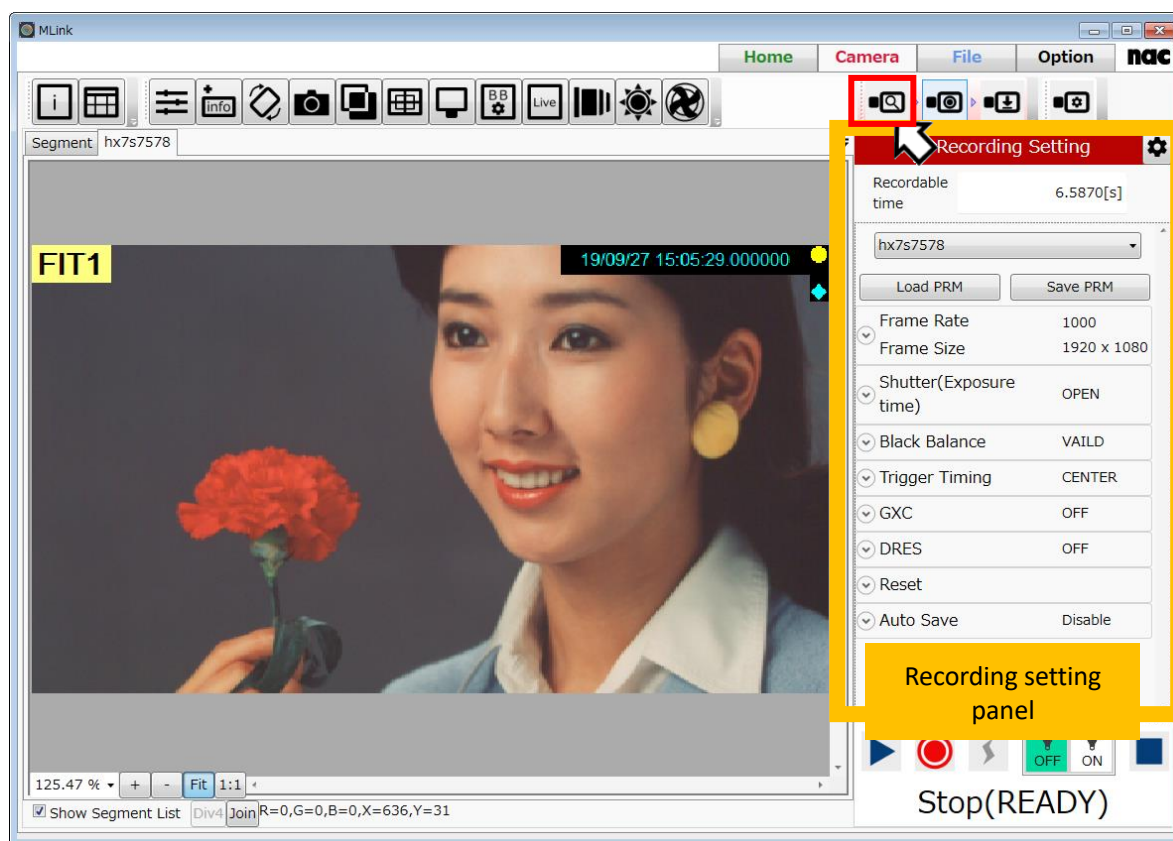 MLink
Home Camera File Option nac
i info BB Live
Segment hx7s7578
Recording Setting
Recordable
time
6.5870[s]
hx7s7578
Load PRM Save PRM
Frame Rate 1000
Frame Size 1920 x 1080
Shutter(Exposure
time)
OPEN
Black Balance VAILD
Trigger Timing CENTER
GXC OFF
DRES OFF
Reset
Auto Save Disable
Recording setting
panel
OFF ON
Stop(READY)
FIT1
19/09/27 15:05:29.000000
125.47 % + - Fit 1:1
Show Segment List Div4 Join R=0,G=0,B=0,X=636,Y=31